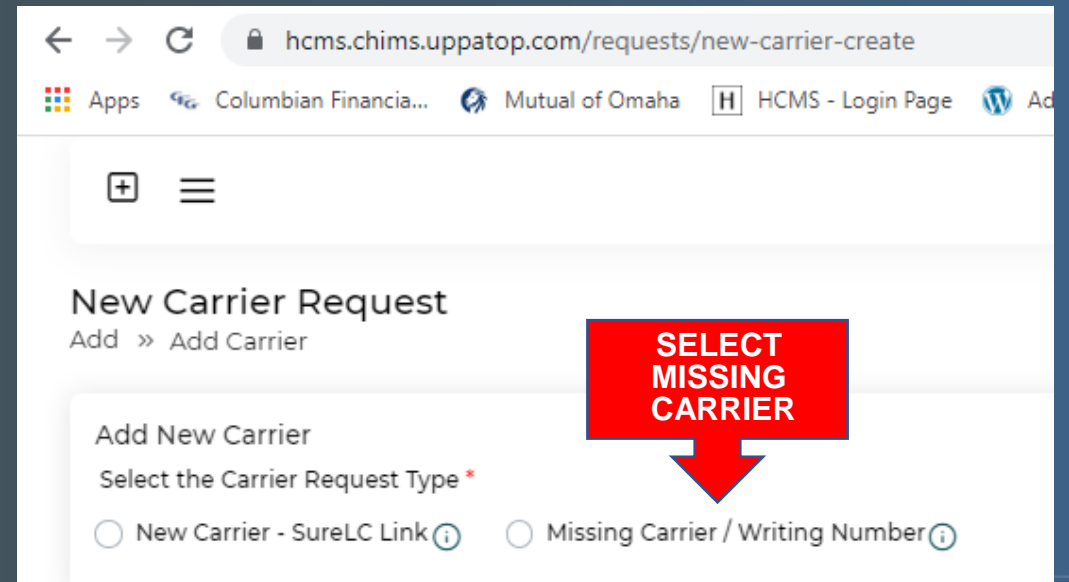 hcms.chims.uppatop.com/requests/new-carrier-create
Apps Columbian Financia... Mutual of Omaha H HCMS - Login Page Ad
New Carrier Request
Add » Add Carrier
SELECT
MISSING
CARRIER
Add New Carrier
Select the Carrier Request Type *
New Carrier - SureLC Link Missing Carrier / Writing Number